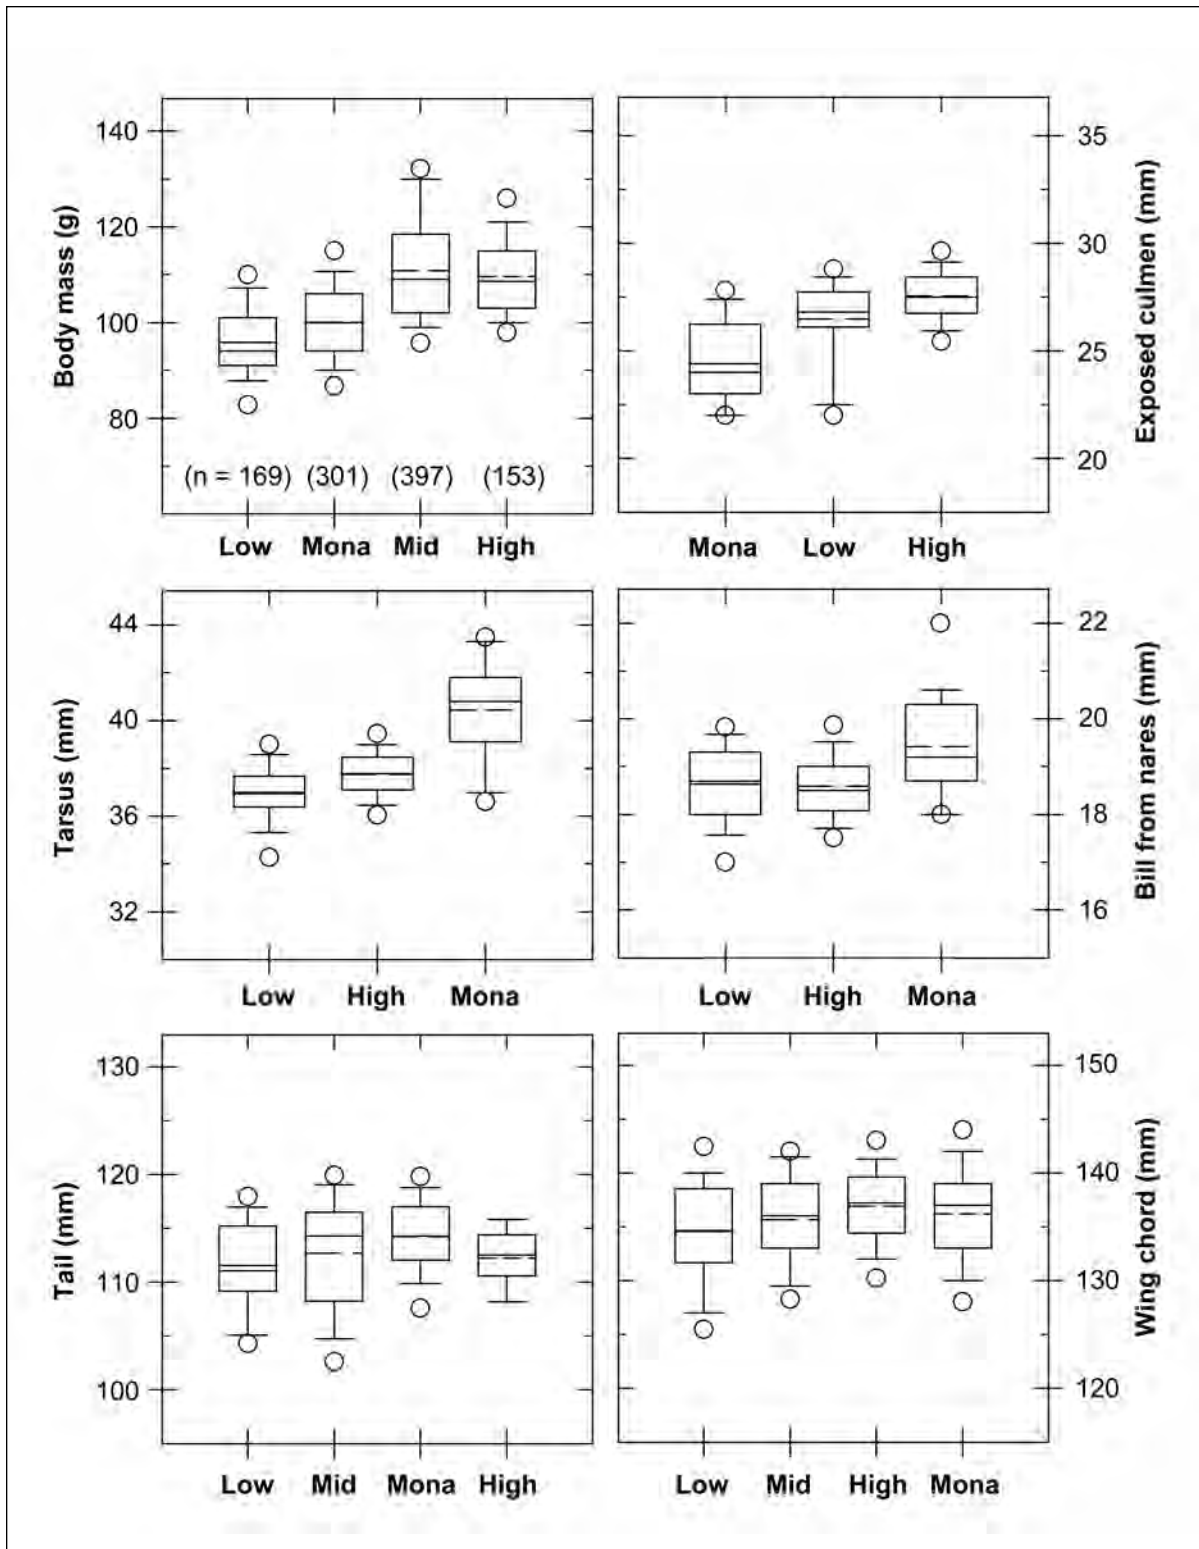 Body mass (g)
140
120
100
80
(n = 169) (301) (397) (153)
Low Mona Mid High
Exposed culmen (mm)
35
30
25
20
Mona Low High
Tarsus (mm)
44
40
36
32
Low High Mona
Bill from nares (mm)
22
20
18
16
Low High Mona
Tail (mm)
130
120
110
100
Low Mid Mona High
Wing chord (mm)
150
140
130
120
Low Mid High Mona